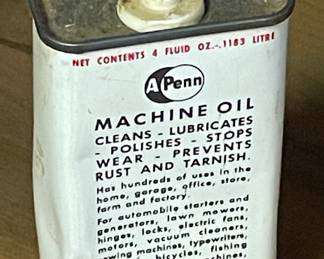 NET CONTENTS 4 FLUID OZ.-.1183 LITRE
A Penn
MACHINE OIL
CLEANS - LUBRICATES
- POLISHES - STOPS
WEAR - PREVENTS
RUST AND TARNISH.
Has hundreds of uses in the
home, garage, office, store,
farm and factory.
For automobile starters and
generators, lawn mowers,
hinges, locks, electric fans,
motors, vacuum cleaners,
sewing machines, typewriters,
bicycles, fishing